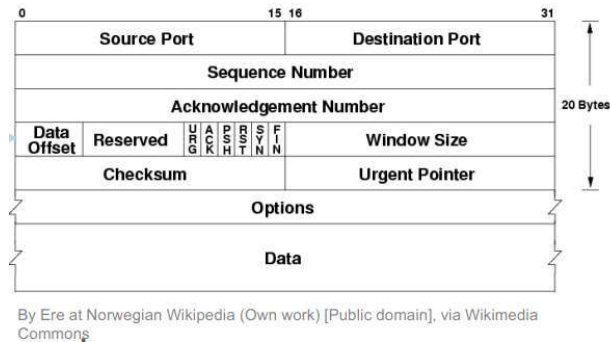 0 15 16 31
Source Port Destination Port
Sequence Number
Acknowledgement Number
20 Bytes
Data Offset Reserved URG ACK PSH RST SYN FIN Window Size
Checksum Urgent Pointer
Options
Data
By Ere at Norwegian Wikipedia (Own work) [Public domain], via Wikimedia
Commons